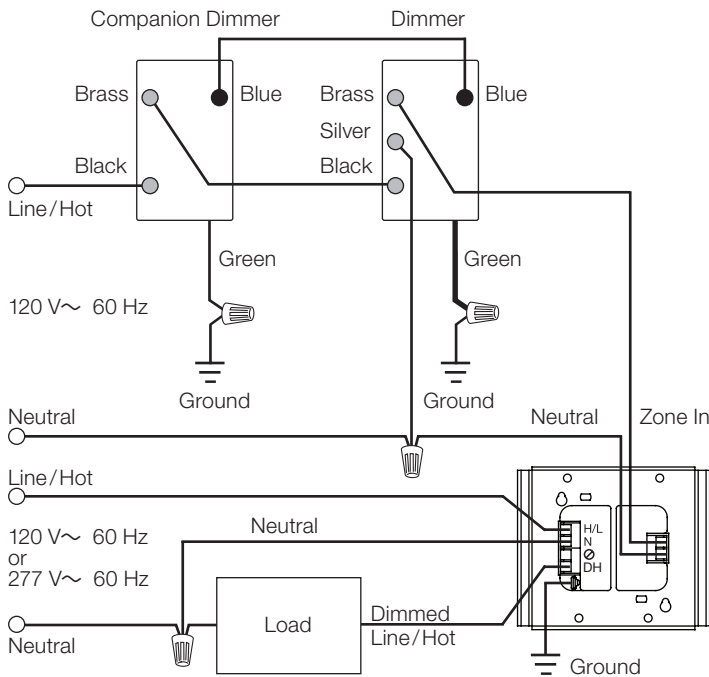 Companion Dimmer
Dimmer
Brass
Blue
Brass
Blue
Silver
Black
Black
Line/Hot
Green
Green
120 V~ 60 Hz
Ground
Ground
Neutral
Neutral
Zone In
Line/Hot
Neutral
H/L
N
DH
120 V~ 60 Hz
or
277 V~ 60 Hz
Load
Dimmed
Line/Hot
Neutral
Ground